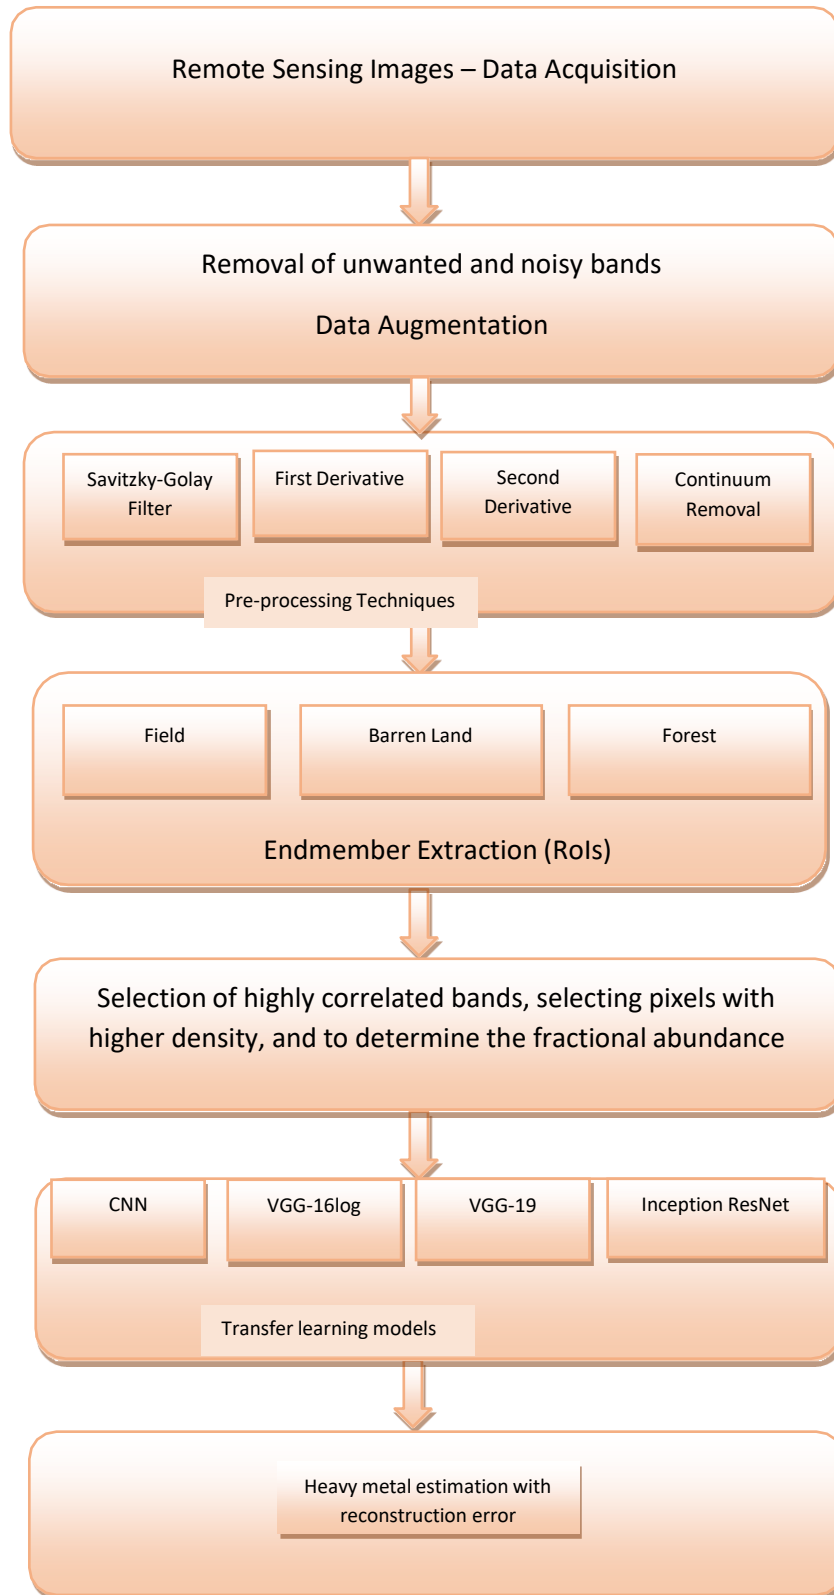 Remote Sensing Images – Data Acquisition
Removal of unwanted and noisy bands
Data Augmentation
Savitzky-Golay
Filter
First Derivative
Second
Derivative
Continuum
Removal
Pre-processing Techniques
Field
Barren Land
Forest
Endmember Extraction (RoIs)
Selection of highly correlated bands, selecting pixels with
higher density, and to determine the fractional abundance
CNN
VGG-16log
VGG-19
Inception ResNet
Transfer learning models
Heavy metal estimation with
reconstruction error